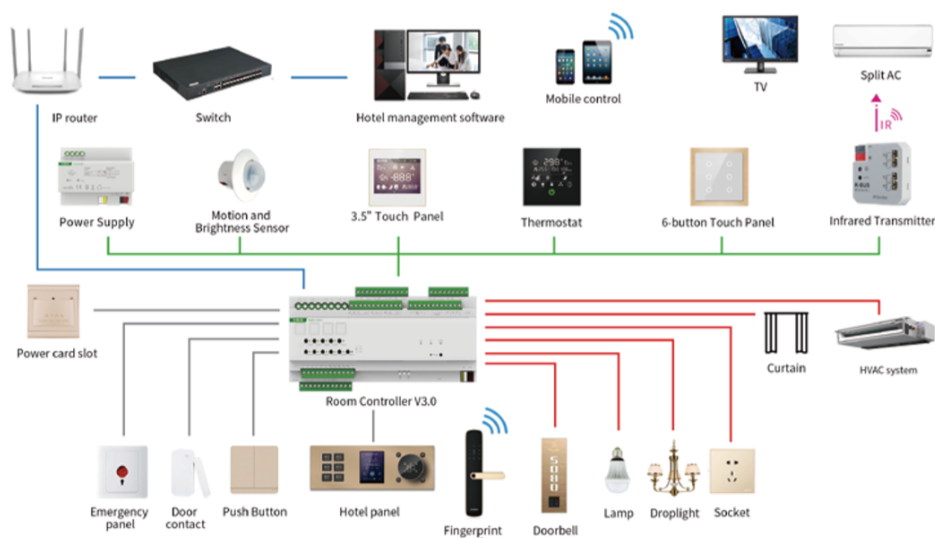 IP router
Switch
Hotel management software
Mobile control
TV
Split AC
IR
Power Supply
Motion and
Brightness Sensor
3.5” Touch Panel
Thermostat
6-button Touch Panel
Infrared Transmitter
Power card slot
Room Controller V3.0
Curtain
HVAC system
5080
Emergency
panel
Door
contact
Push Button
Hotel panel
Fingerprint
Doorbell
Lamp
Droplight
Socket